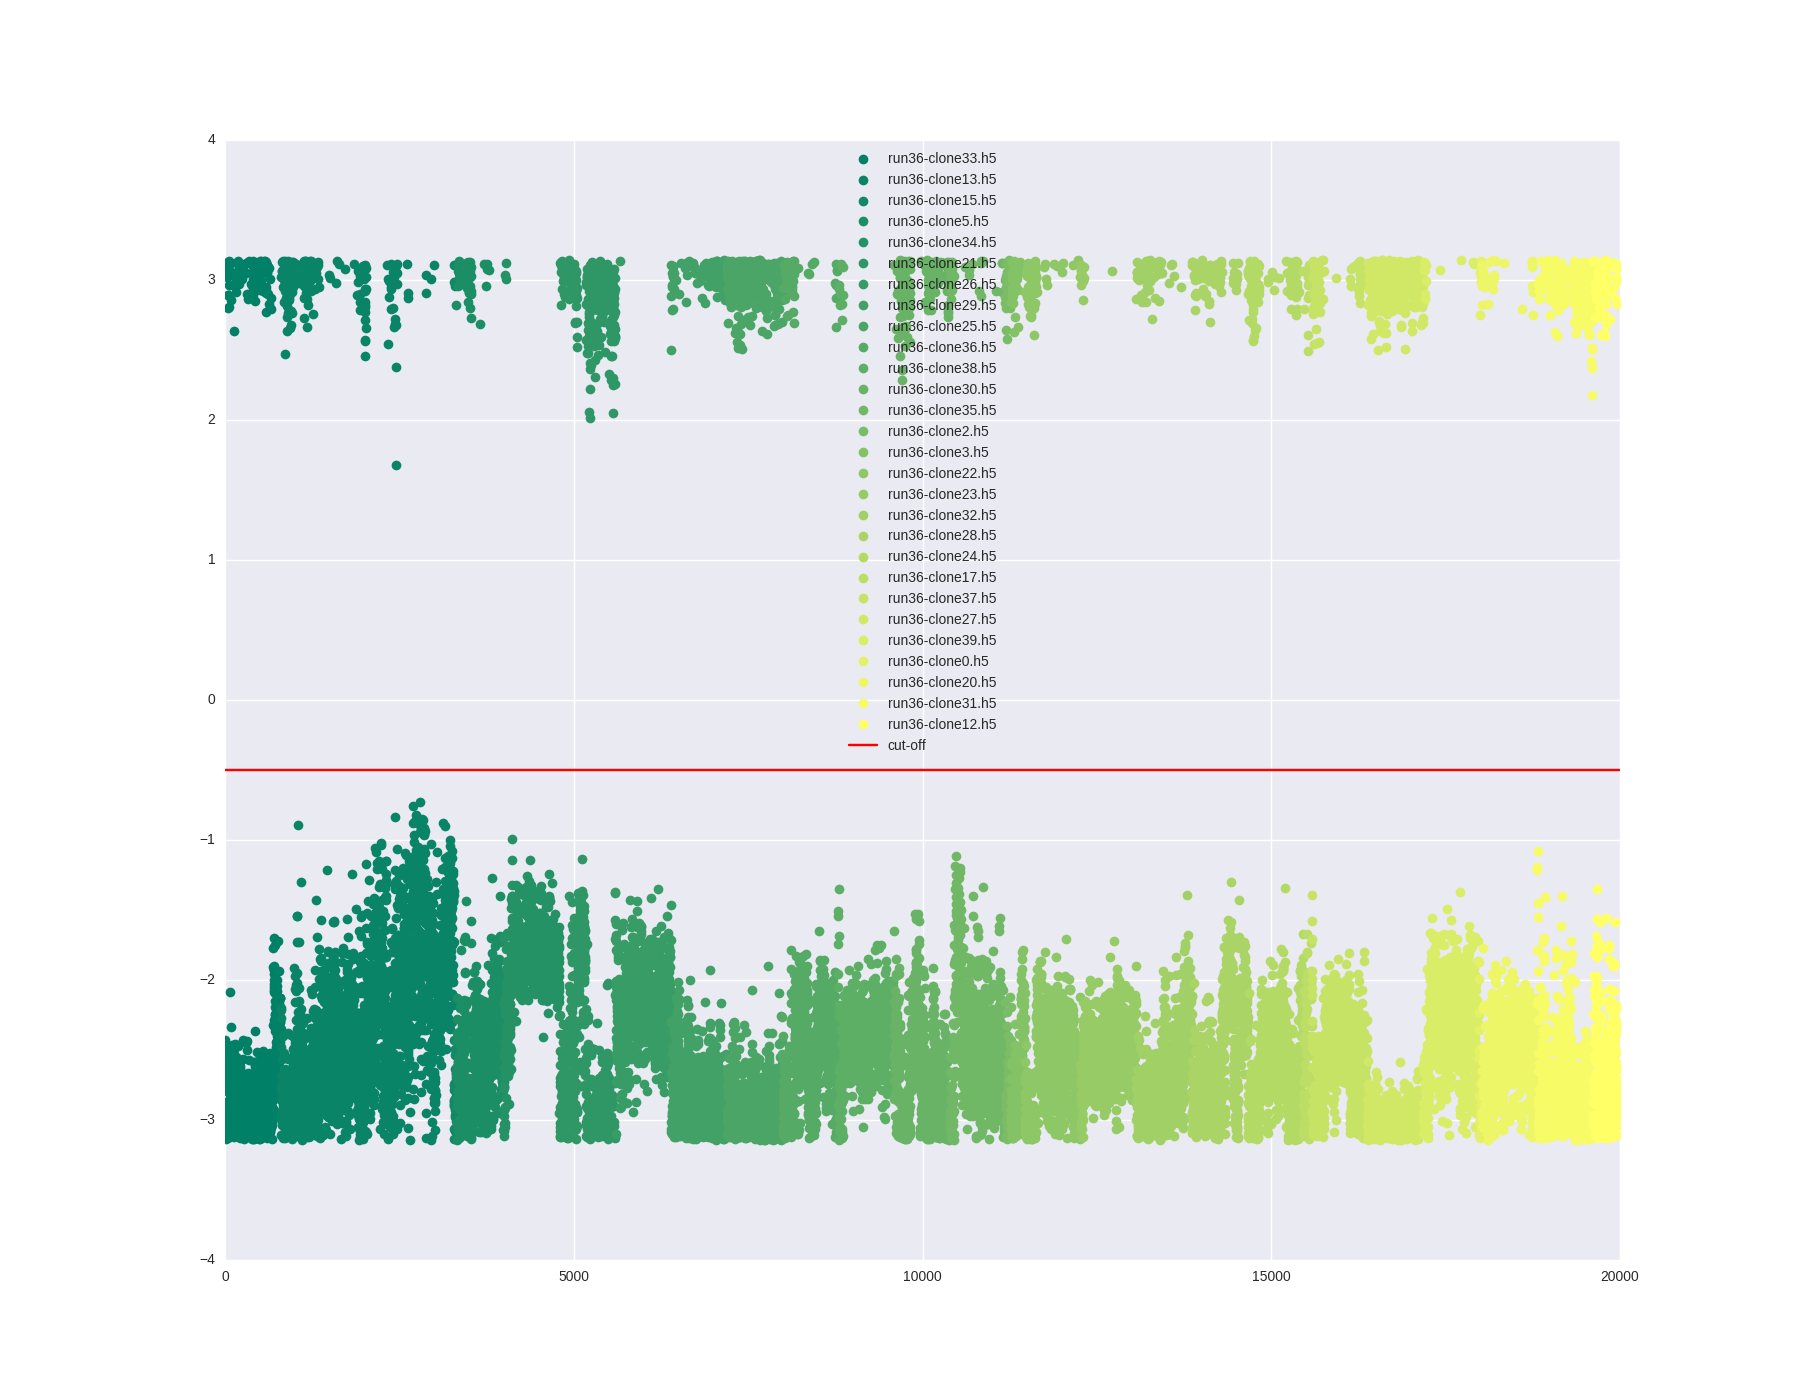 4
3
2
1
0
−1
−2
−3
−4
run36-clone33.h5
run36-clone13.h5
run36-clone15.h5
run36-clone5.h5
run36-clone34.h5
run36-clone21.h5
run36-clone26.h5
run36-clone29.h5
run36-clone25.h5
run36-clone36.h5
run36-clone38.h5
run36-clone30.h5
run36-clone35.h5
run36-clone2.h5
run36-clone3.h5
run36-clone22.h5
run36-clone23.h5
run36-clone32.h5
run36-clone28.h5
run36-clone24.h5
run36-clone17.h5
run36-clone37.h5
run36-clone27.h5
run36-clone39.h5
run36-clone0.h5
run36-clone20.h5
run36-clone31.h5
run36-clone12.h5
cut-off
0 5000 10000 15000 20000